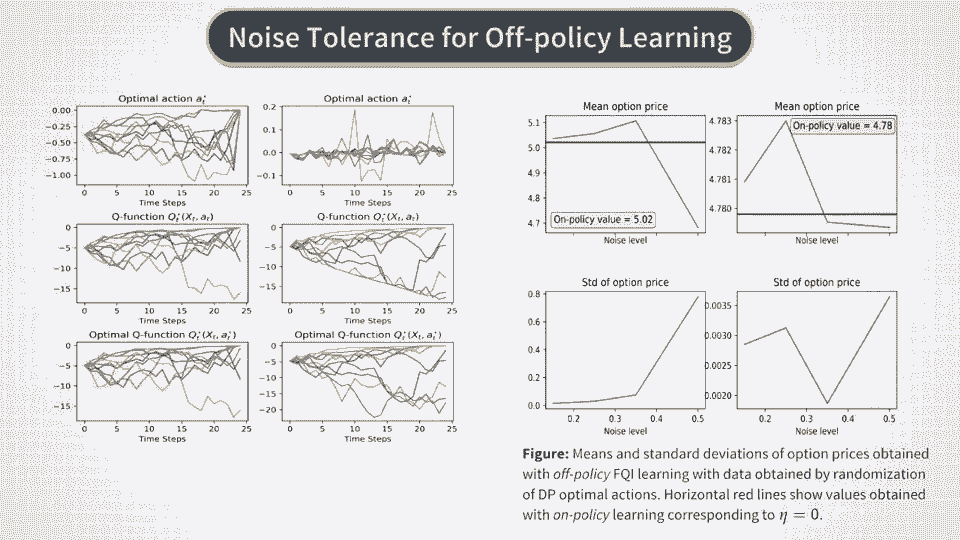 Noise Tolerance for Off-policy Learning
Optimal action a*_t
Optimal action a*_t
0.00
−0.25
−0.50
−0.75
−1.00
0 5 10 15 20 25
Time Steps
0.2
0.1
0.0
−0.1
0 5 10 15 20 25
Time Steps
Q-function Q*_t(X_t, a_t)
Q-function Q*_t(X_t, a_t)
0
−5
−10
−15
0 5 10 15 20 25
Time Steps
0
−5
−10
−15
0 5 10 15 20 25
Time Steps
Optimal Q-function Q*_t(X_t, a*_t)
Optimal Q-function Q*_t(X_t, a*_t)
0
−5
−10
−15
0 5 10 15 20 25
Time Steps
0
−5
−10
−15
−20
0 5 10 15 20 25
Time Steps
Mean option price
5.1
5.0
4.9
4.8
4.7
On-policy value = 5.02
Noise level
Mean option price
4.783
4.782
4.781
4.780
On-policy value = 4.78
Noise level
Std of option price
0.8
0.6
0.4
0.2
0.0
0.2 0.3 0.4 0.5
Noise level
Std of option price
0.0035
0.0030
0.0025
0.0020
0.2 0.3 0.4 0.5
Noise level
Figure: Means and standard deviations of option prices obtained
with off-policy FQI learning with data obtained by randomization
of DP optimal actions. Horizontal red lines show values obtained
with on-policy learning corresponding to η = 0.